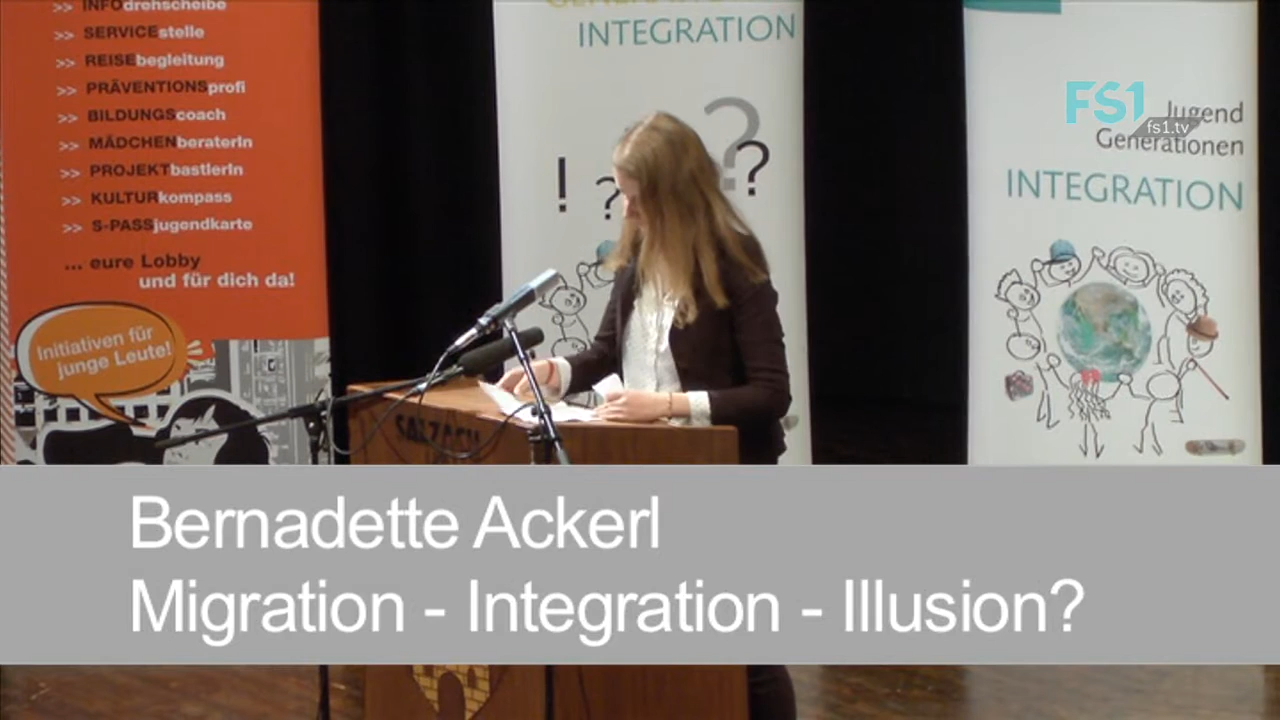 >> INFOdrehscheibe
>> SERVICEstelle
>> REISEbegleitung
>> PRÄVENTIONSprofi
>> BILDUNGScoach
>> MÄDCHENberaterIn
>> PROJEKTbastlerIn
>> KULTURkompass
>> S-PASSjugendkarte
... eure Lobby
und für dich da!
Initiativen für
junge Leute!
INTEGRATION
! ? ? ?
FS1
fs1.tv
Jugend
Generationen
INTEGRATION
Bernadette Ackerl
Migration - Integration - Illusion?